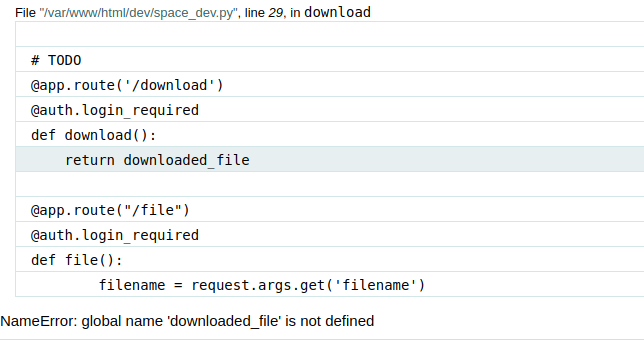 File "/var/www/html/dev/space_dev.py", line 29, in download
# TODO
@app.route('/download')
@auth.login_required
def download():
    return downloaded_file
@app.route("/file")
@auth.login_required
def file():
        filename = request.args.get('filename')
NameError: global name 'downloaded_file' is not defined